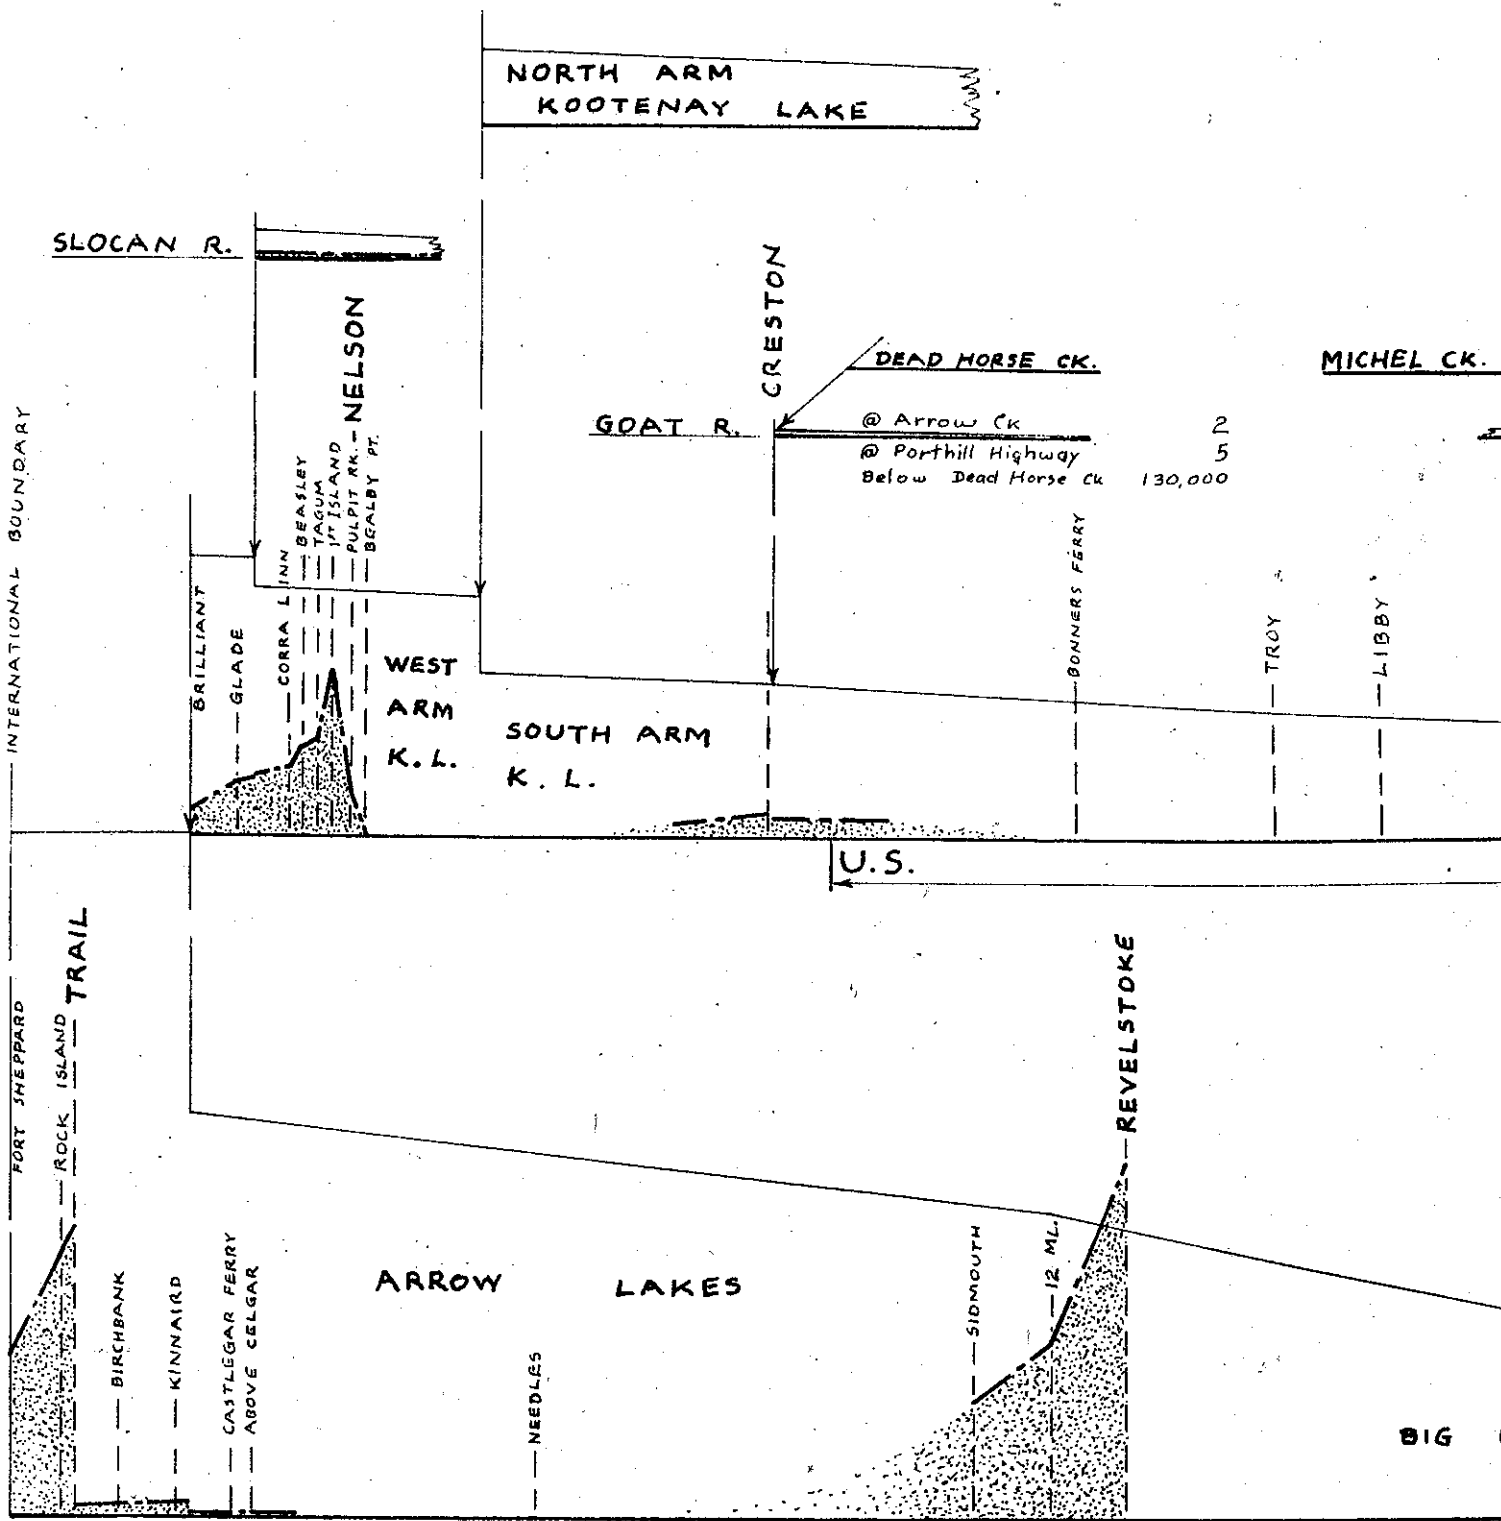 NORTH ARM
KOOTENAY LAKE
SLOCAN R.
CRESTON
DEAD HORSE CK.
MICHEL CK.
GOAT R.
@ Arrow Ck 2
@ Porthill Highway 5
Below Dead Horse Ck 130,000
INTERNATIONAL BOUNDARY
BRILLIANT
GLADE
CORRA LINN
BEASLEY
TAGUM
1ST ISLAND
PULPIT RK.
NELSON
BEALBY PT.
WEST
ARM
K.L.
SOUTH ARM
K.L.
BONNERS FERRY
TROY
LIBBY
U.S.
FORT SHEPPARD
ROCK ISLAND
TRAIL
BIRCHBANK
KINNAIRD
CASTLEGAR FERRY
ABOVE CELGAR
ARROW LAKES
NEEDLES
SIDMOUTH
12 ML.
REVELSTOKE
BIG